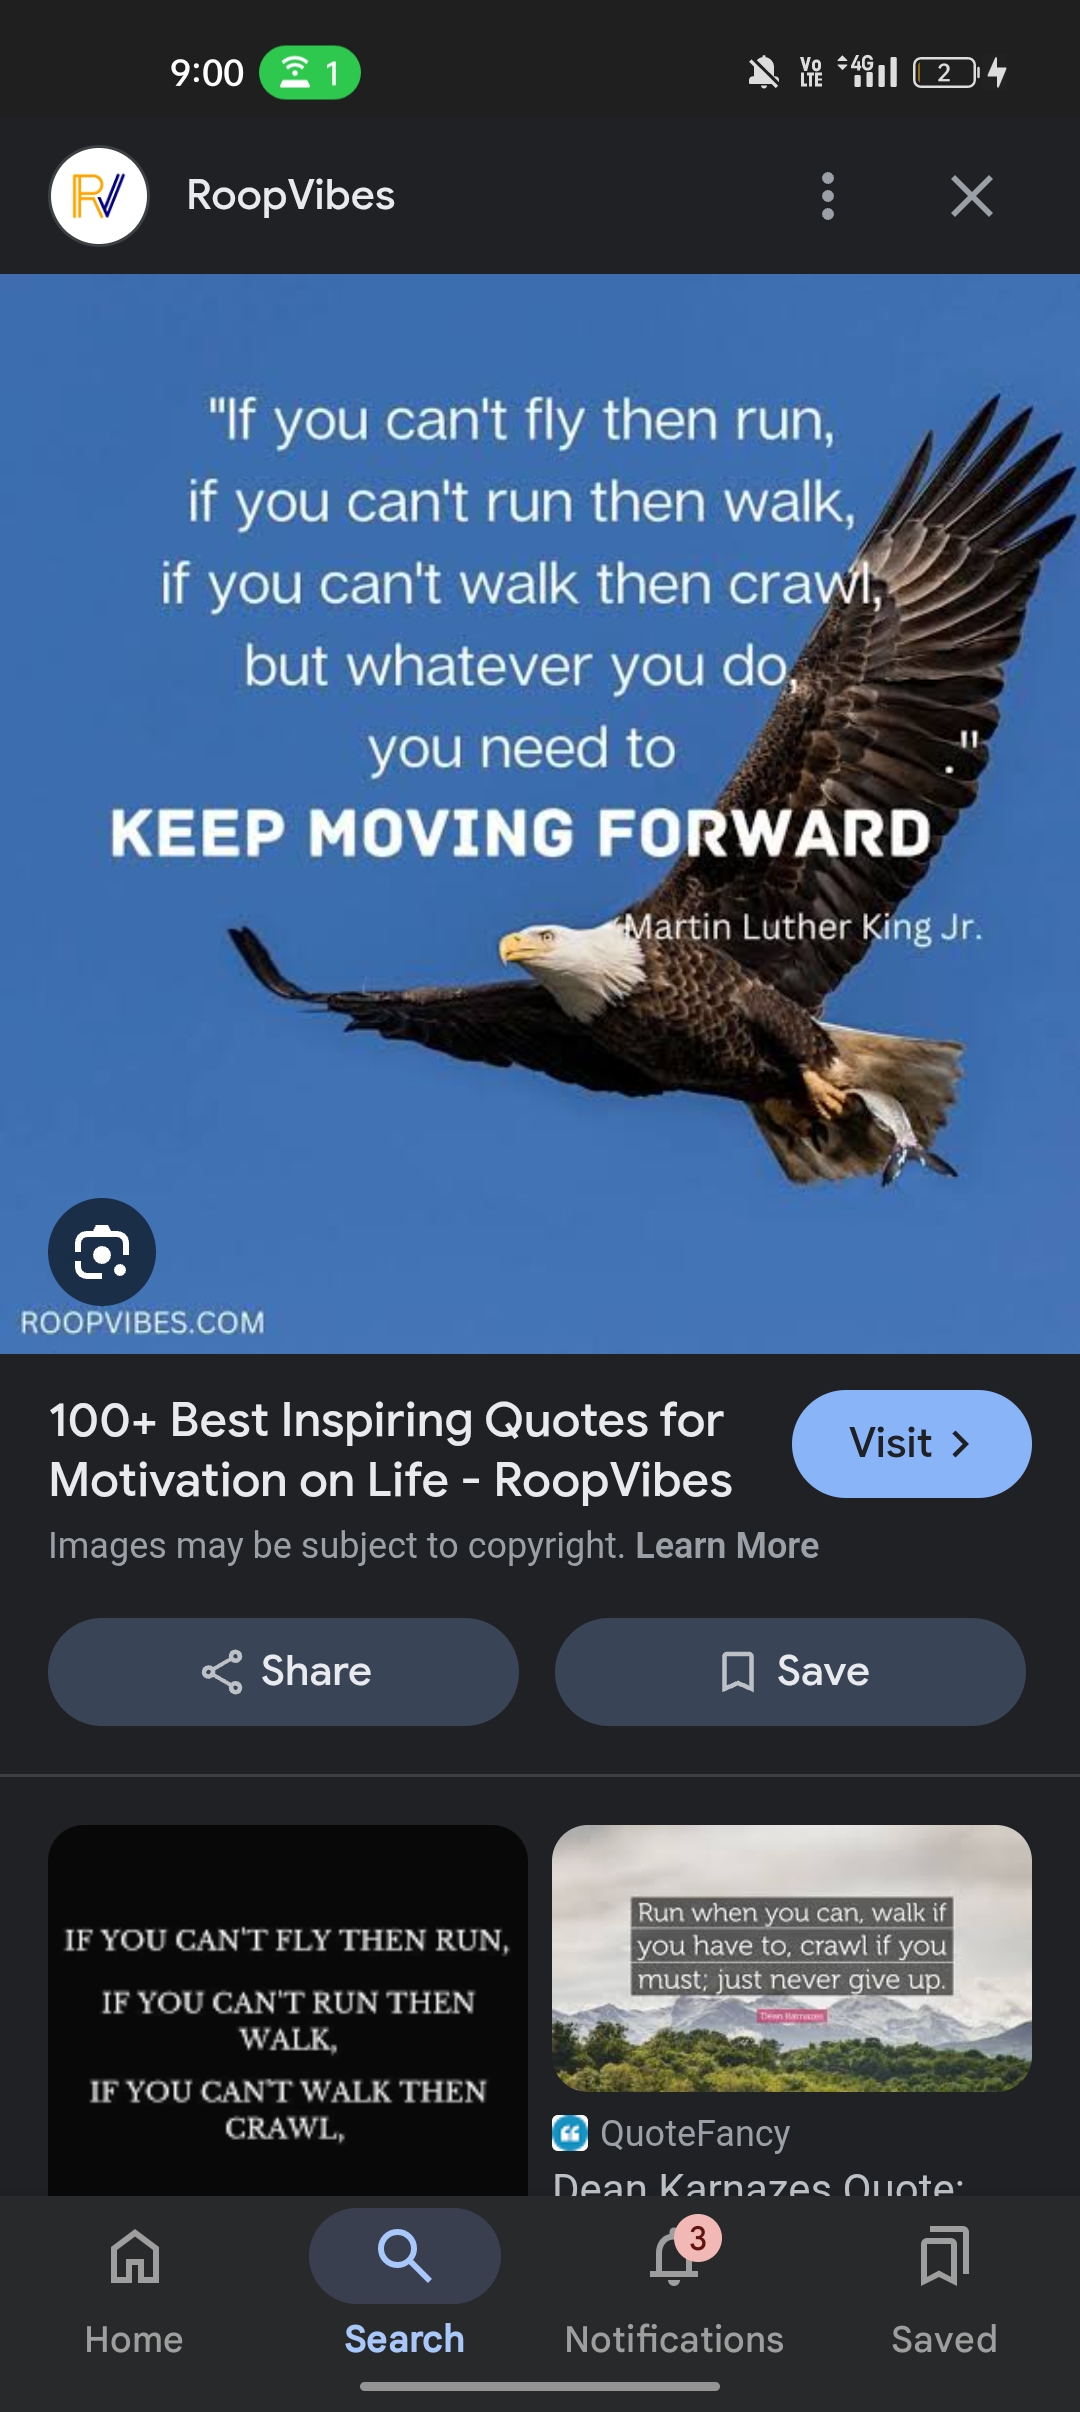 9:00 1 Vo LTE 4G 2
RoopVibes
"If you can't fly then run,
if you can't run then walk,
if you can't walk then crawl,
but whatever you do,
you need to ."
KEEP MOVING FORWARD
Martin Luther King Jr.
ROOPVIBES.COM
100+ Best Inspiring Quotes for
Motivation on Life - RoopVibes
Visit
Images may be subject to copyright. Learn More
Share Save
IF YOU CAN'T FLY THEN RUN,
IF YOU CAN'T RUN THEN
WALK,
IF YOU CAN'T WALK THEN
CRAWL,
Run when you can, walk if
you have to, crawl if you
must; just never give up.
Dean Karnazes
QuoteFancy
Dean Karnazes Quote:
3
Home Search Notifications Saved